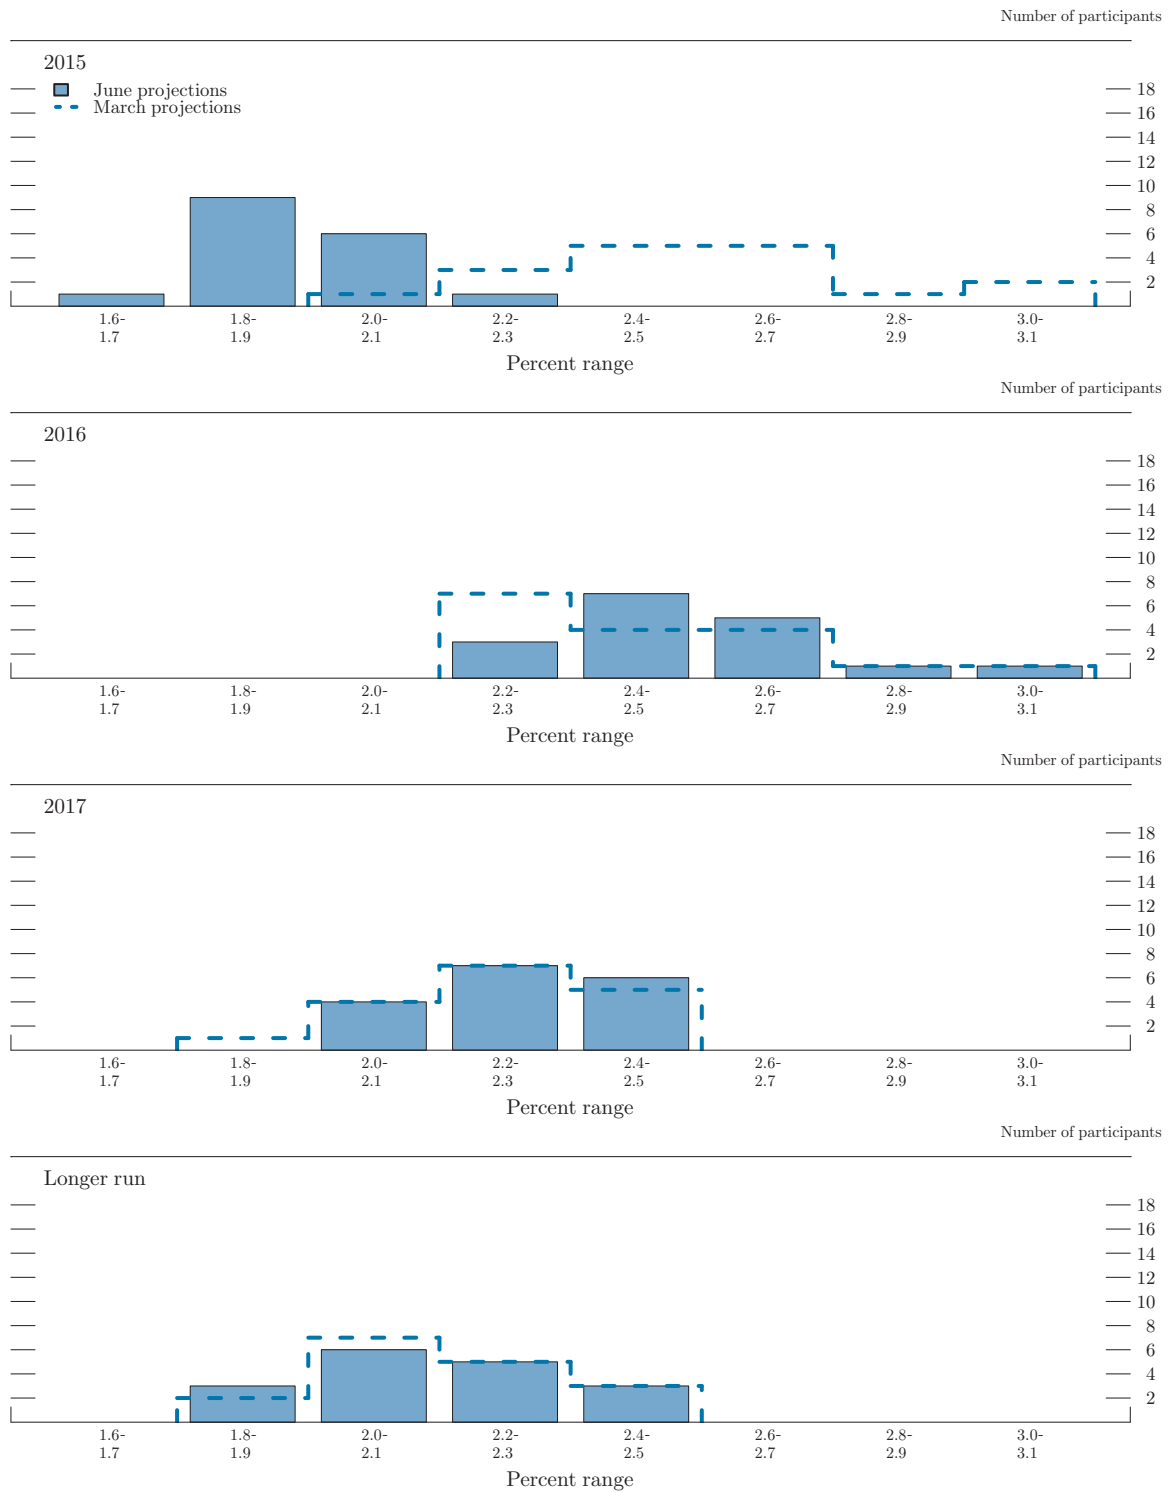 Number of participants
2015
June projections
March projections
18
16
14
12
10
8
6
4
2
1.6- 1.8- 2.0- 2.2- 2.4- 2.6- 2.8- 3.0-
1.7 1.9 2.1 2.3 2.5 2.7 2.9 3.1
Percent range
Number of participants
2016
18
16
14
12
10
8
6
4
2
1.6- 1.8- 2.0- 2.2- 2.4- 2.6- 2.8- 3.0-
1.7 1.9 2.1 2.3 2.5 2.7 2.9 3.1
Percent range
Number of participants
2017
18
16
14
12
10
8
6
4
2
1.6- 1.8- 2.0- 2.2- 2.4- 2.6- 2.8- 3.0-
1.7 1.9 2.1 2.3 2.5 2.7 2.9 3.1
Percent range
Number of participants
Longer run
18
16
14
12
10
8
6
4
2
1.6- 1.8- 2.0- 2.2- 2.4- 2.6- 2.8- 3.0-
1.7 1.9 2.1 2.3 2.5 2.7 2.9 3.1
Percent range